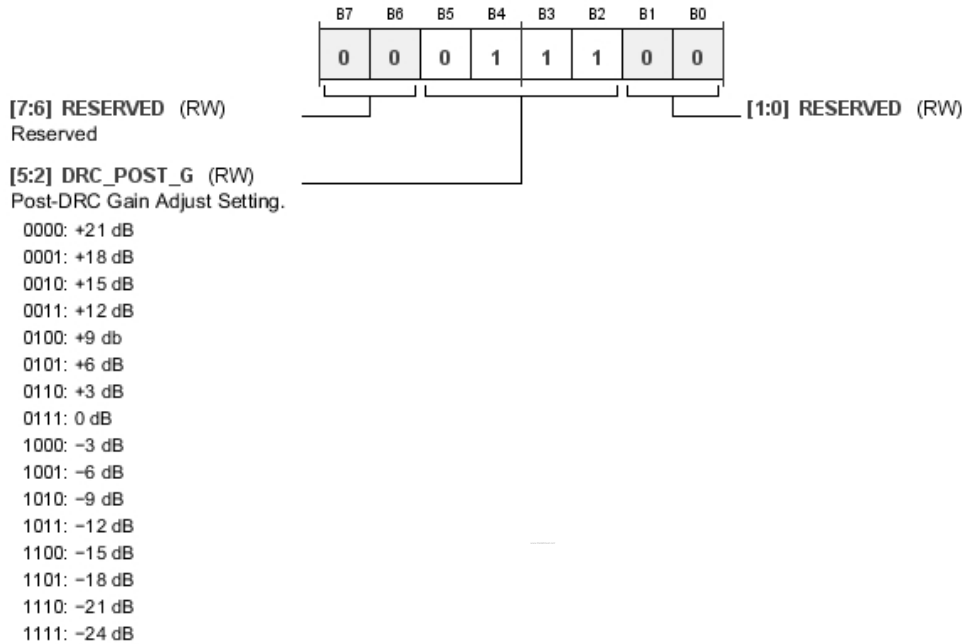 B7 B6 B5 B4 B3 B2 B1 B0
0 0 0 1 1 1 0 0
[7:6] RESERVED (RW)
Reserved
[1:0] RESERVED (RW)
[5:2] DRC_POST_G (RW)
Post-DRC Gain Adjust Setting.
0000: +21 dB
0001: +18 dB
0010: +15 dB
0011: +12 dB
0100: +9 db
0101: +6 dB
0110: +3 dB
0111: 0 dB
1000: −3 dB
1001: −6 dB
1010: −9 dB
1011: −12 dB
1100: −15 dB
1101: −18 dB
1110: −21 dB
1111: −24 dB